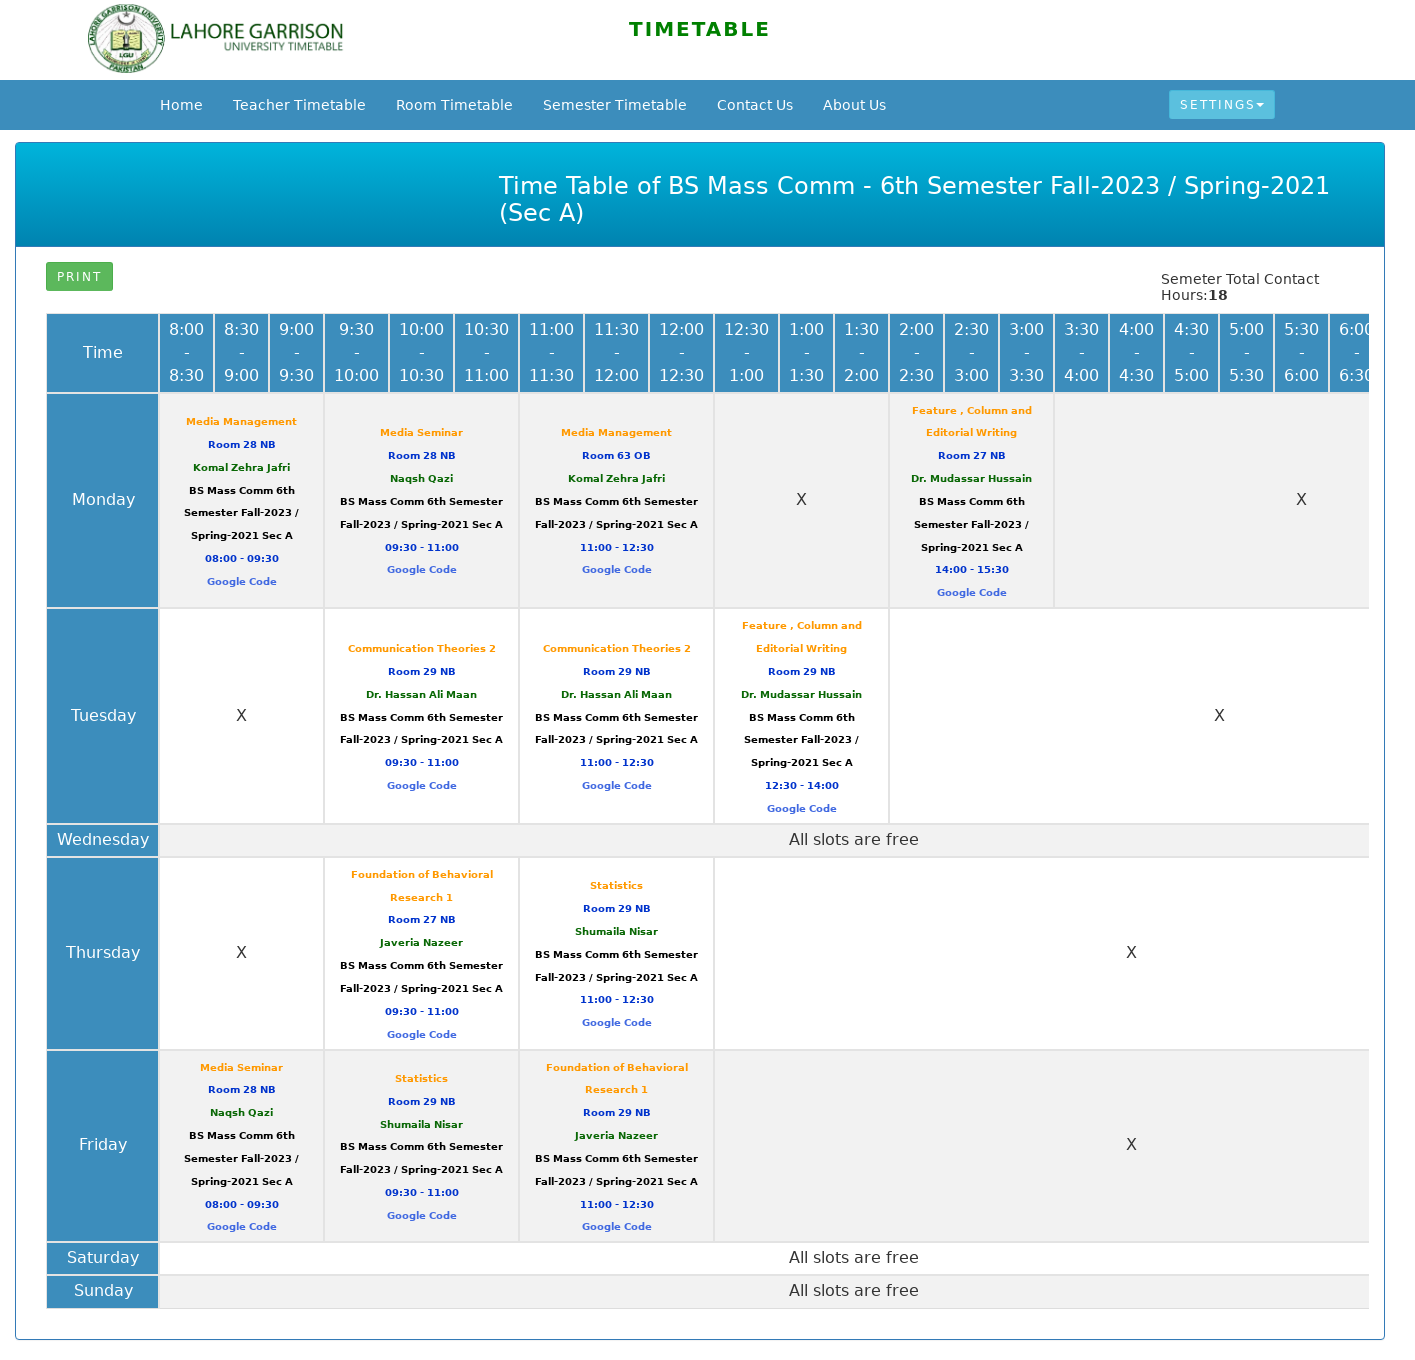 LAHORE GARRISON
UNIVERSITY TIMETABLE
TIMETABLE
Home Teacher Timetable Room Timetable Semester Timetable Contact Us About Us SETTINGS
Time Table of BS Mass Comm - 6th Semester Fall-2023 / Spring-2021
(Sec A)
PRINT
Semeter Total Contact
Hours:18
Time
8:00 - 8:30
8:30 - 9:00
9:00 - 9:30
9:30 - 10:00
10:00 - 10:30
10:30 - 11:00
11:00 - 11:30
11:30 - 12:00
12:00 - 12:30
12:30 - 1:00
1:00 - 1:30
1:30 - 2:00
2:00 - 2:30
2:30 - 3:00
3:00 - 3:30
3:30 - 4:00
4:00 - 4:30
4:30 - 5:00
5:00 - 5:30
5:30 - 6:00
6:00 - 6:30
Monday
Media Management
Room 28 NB
Komal Zehra Jafri
BS Mass Comm 6th
Semester Fall-2023 /
Spring-2021 Sec A
08:00 - 09:30
Google Code
Media Seminar
Room 28 NB
Naqsh Qazi
BS Mass Comm 6th Semester
Fall-2023 / Spring-2021 Sec A
09:30 - 11:00
Google Code
Media Management
Room 63 OB
Komal Zehra Jafri
BS Mass Comm 6th Semester
Fall-2023 / Spring-2021 Sec A
11:00 - 12:30
Google Code
X
Feature , Column and
Editorial Writing
Room 27 NB
Dr. Mudassar Hussain
BS Mass Comm 6th
Semester Fall-2023 /
Spring-2021 Sec A
14:00 - 15:30
Google Code
X
Tuesday
X
Communication Theories 2
Room 29 NB
Dr. Hassan Ali Maan
BS Mass Comm 6th Semester
Fall-2023 / Spring-2021 Sec A
09:30 - 11:00
Google Code
Communication Theories 2
Room 29 NB
Dr. Hassan Ali Maan
BS Mass Comm 6th Semester
Fall-2023 / Spring-2021 Sec A
11:00 - 12:30
Google Code
Feature , Column and
Editorial Writing
Room 29 NB
Dr. Mudassar Hussain
BS Mass Comm 6th
Semester Fall-2023 /
Spring-2021 Sec A
12:30 - 14:00
Google Code
X
Wednesday
All slots are free
Thursday
X
Foundation of Behavioral
Research 1
Room 27 NB
Javeria Nazeer
BS Mass Comm 6th Semester
Fall-2023 / Spring-2021 Sec A
09:30 - 11:00
Google Code
Statistics
Room 29 NB
Shumaila Nisar
BS Mass Comm 6th Semester
Fall-2023 / Spring-2021 Sec A
11:00 - 12:30
Google Code
X
Friday
Media Seminar
Room 28 NB
Naqsh Qazi
BS Mass Comm 6th
Semester Fall-2023 /
Spring-2021 Sec A
08:00 - 09:30
Google Code
Statistics
Room 29 NB
Shumaila Nisar
BS Mass Comm 6th Semester
Fall-2023 / Spring-2021 Sec A
09:30 - 11:00
Google Code
Foundation of Behavioral
Research 1
Room 29 NB
Javeria Nazeer
BS Mass Comm 6th Semester
Fall-2023 / Spring-2021 Sec A
11:00 - 12:30
Google Code
X
Saturday
All slots are free
Sunday
All slots are free